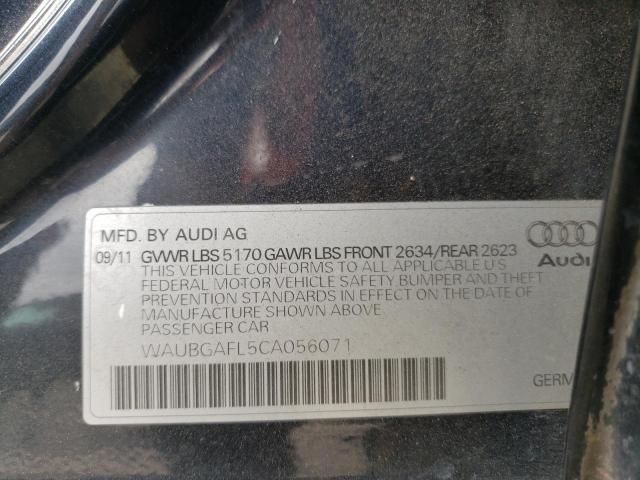 MFD. BY AUDI AG
09/11 GVWR LBS 5170 GAWR LBS FRONT 2634/REAR 2623
THIS VEHICLE CONFORMS TO ALL APPLICABLE U S
FEDERAL MOTOR VEHICLE SAFETY BUMPER AND THEFT
PREVENTION STANDARDS IN EFFECT ON THE DATE OF
MANUFACTURE SHOWN ABOVE
PASSENGER CAR
WAUBGAFL5CA056071
Audi
GERM